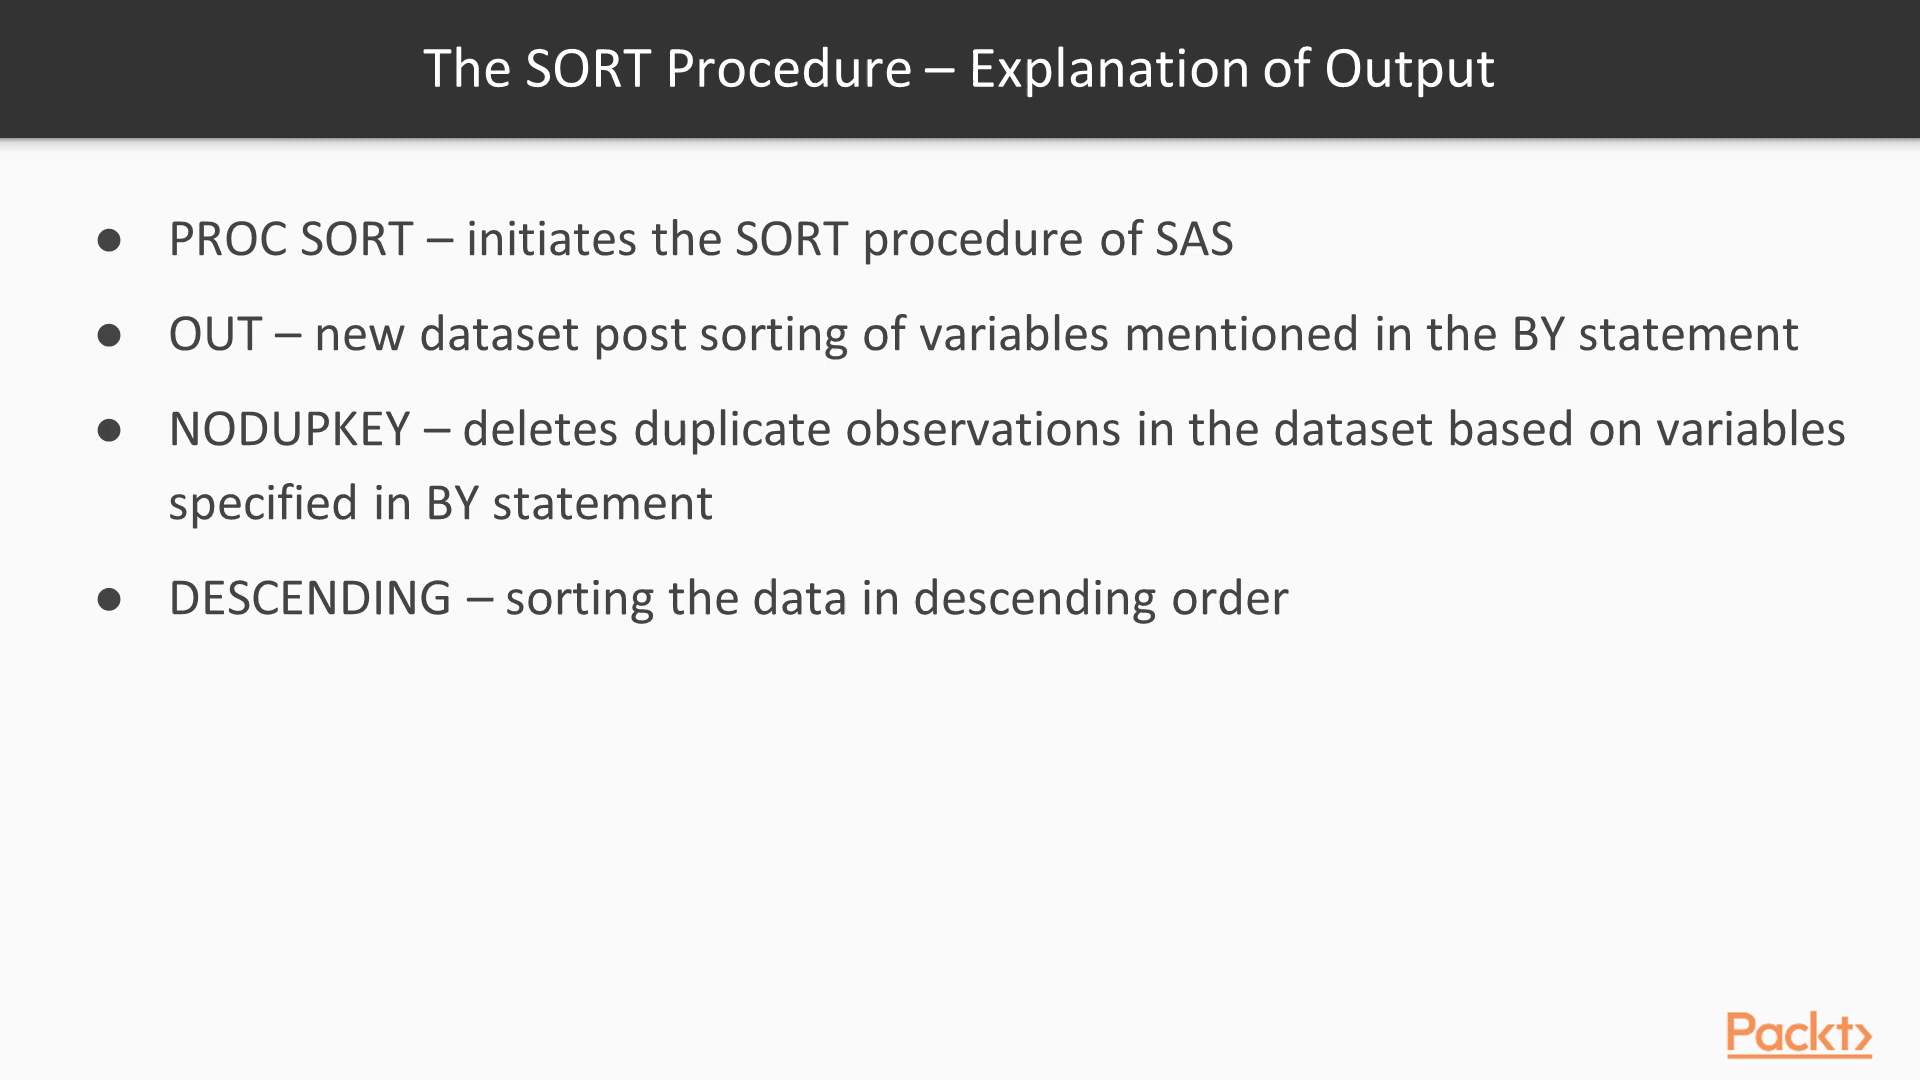 The SORT Procedure – Explanation of Output
● PROC SORT – initiates the SORT procedure of SAS
● OUT – new dataset post sorting of variables mentioned in the BY statement
● NODUPKEY – deletes duplicate observations in the dataset based on variables
specified in BY statement
● DESCENDING – sorting the data in descending order
Packt>